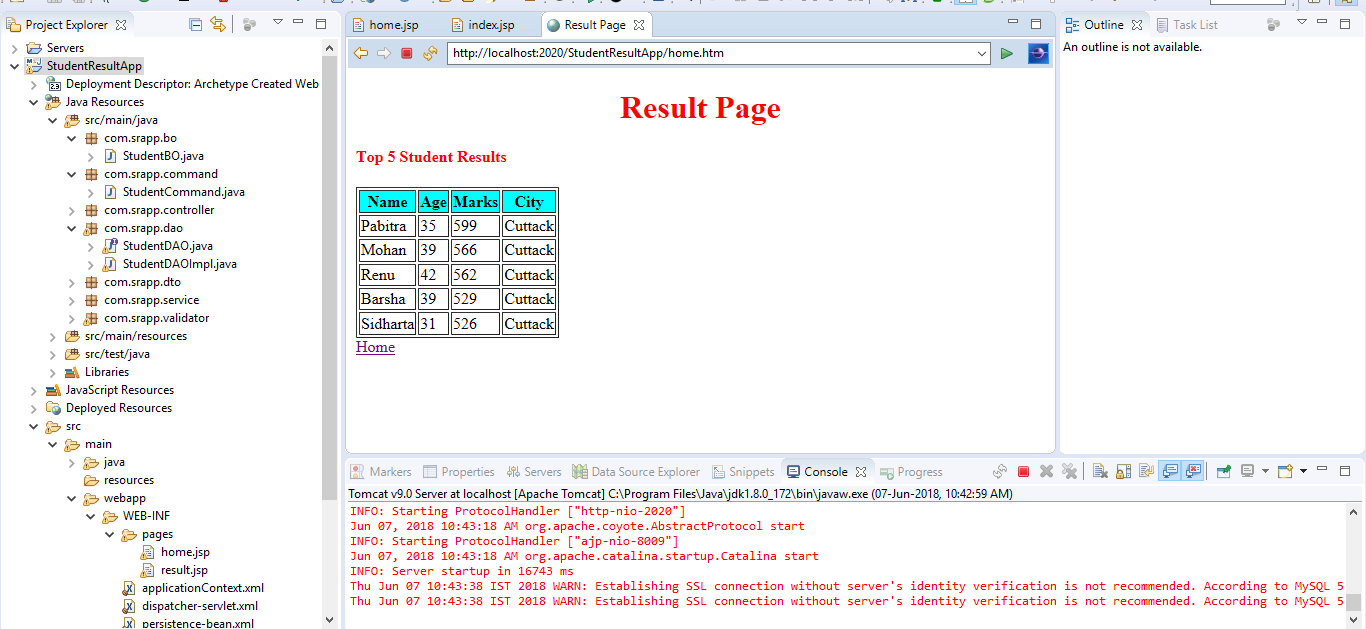 Project Explorer
Servers
StudentResultApp
Deployment Descriptor: Archetype Created Web
Java Resources
src/main/java
com.srapp.bo
StudentBO.java
com.srapp.command
StudentCommand.java
com.srapp.controller
com.srapp.dao
StudentDAO.java
StudentDAOImpl.java
com.srapp.dto
com.srapp.service
com.srapp.validator
src/main/resources
src/test/java
Libraries
JavaScript Resources
Deployed Resources
src
main
java
resources
webapp
WEB-INF
pages
home.jsp
result.jsp
applicationContext.xml
dispatcher-servlet.xml
persistence-bean.xml
home.jsp index.jsp Result Page
http://localhost:2020/StudentResultApp/home.htm
Result Page
Top 5 Student Results
Name Age Marks City
Pabitra 35 599 Cuttack
Mohan 39 566 Cuttack
Renu 42 562 Cuttack
Barsha 39 529 Cuttack
Sidharta 31 526 Cuttack
Home
Outline Task List
An outline is not available.
Markers Properties Servers Data Source Explorer Snippets Console Progress
Tomcat v9.0 Server at localhost [Apache Tomcat] C:\Program Files\Java\jdk1.8.0_172\bin\javaw.exe (07-Jun-2018, 10:42:59 AM)
INFO: Starting ProtocolHandler ["http-nio-2020"]
Jun 07, 2018 10:43:18 AM org.apache.coyote.AbstractProtocol start
INFO: Starting ProtocolHandler ["ajp-nio-8009"]
Jun 07, 2018 10:43:18 AM org.apache.catalina.startup.Catalina start
INFO: Server startup in 16743 ms
Thu Jun 07 10:43:38 IST 2018 WARN: Establishing SSL connection without server's identity verification is not recommended. According to MySQL 5
Thu Jun 07 10:43:38 IST 2018 WARN: Establishing SSL connection without server's identity verification is not recommended. According to MySQL 5